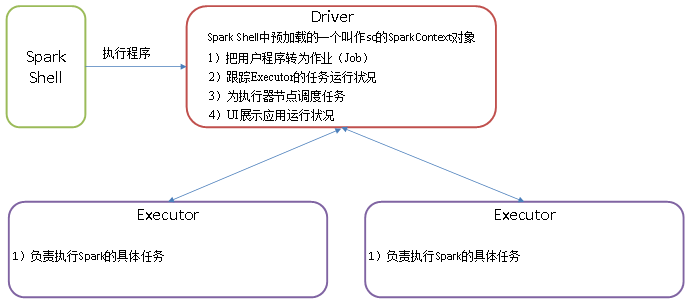 Driver
Spark Shell中预加载的一个叫作sc的SparkContext对象
1）把用户程序转为作业（Job）
2）跟踪Executor的任务运行状况
3）为执行器节点调度任务
4）UI展示应用运行状况
Spark
Shell
执行程序
Executor
1）负责执行Spark的具体任务
Executor
1）负责执行Spark的具体任务